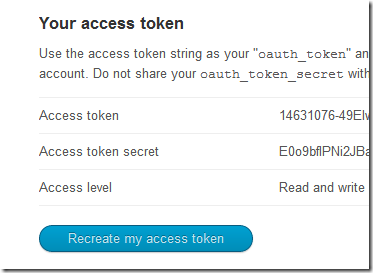 Your access token
Use the access token string as your "oauth_token" an
account. Do not share your oauth_token_secret with
Access token 14631076-49Elv
Access token secret E0o9bflPNi2JBa
Access level Read and write
Recreate my access token